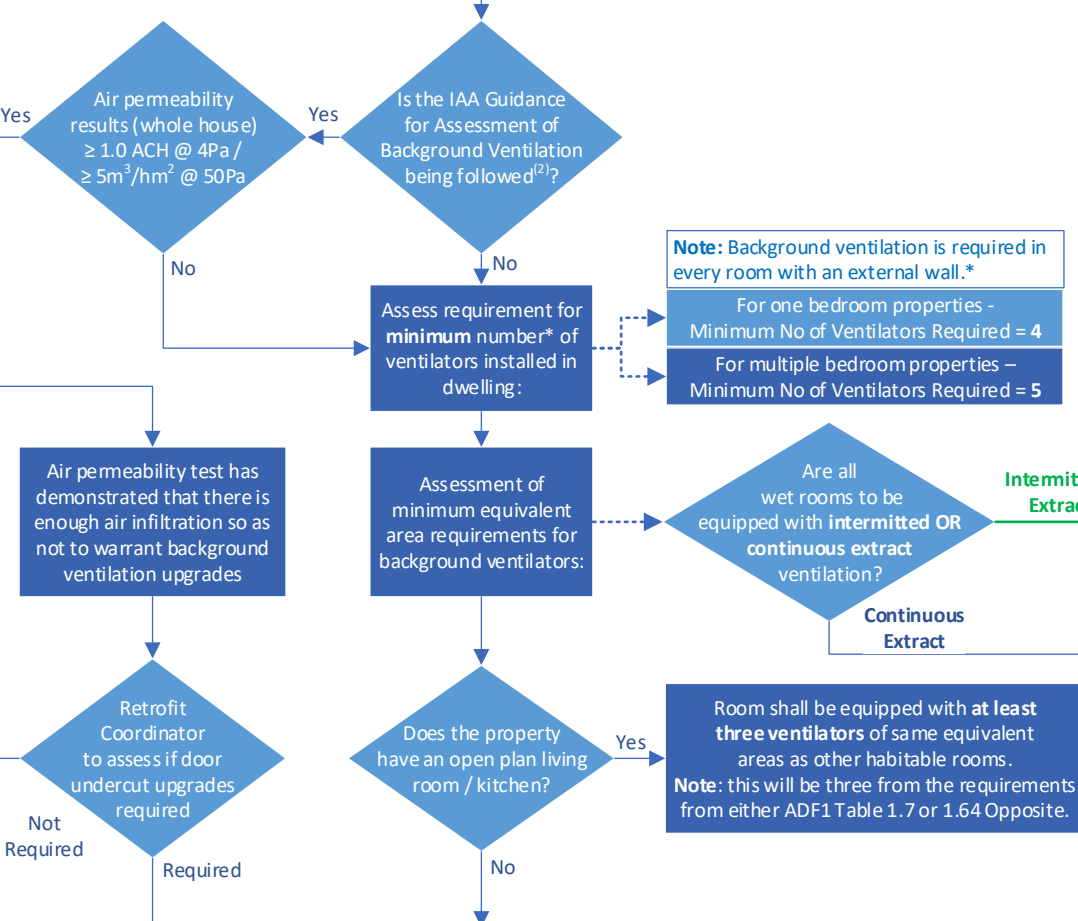 Yes
Air permeability
results (whole house)
≥ 1.0 ACH @ 4Pa /
≥ 5m³/hm² @ 50Pa
Yes
Is the IAA Guidance
for Assessment of
Background Ventilation
being followed⁽²⁾?
No
No
Note: Background ventilation is required in
every room with an external wall.*
Assess requirement for
minimum number* of
ventilators installed in
dwelling:
For one bedroom properties -
Minimum No of Ventilators Required = 4
For multiple bedroom properties –
Minimum No of Ventilators Required = 5
Air permeability test has
demonstrated that there is
enough air infiltration so as
not to warrant background
ventilation upgrades
Assessment of
minimum equivalent
area requirements for
background ventilators:
Are all
wet rooms to be
equipped with intermitted OR
continuous extract
ventilation?
Continuous
Extract
Retrofit
Coordinator
to assess if door
undercut upgrades
required
Not
Required
Required
Does the property
have an open plan living
room / kitchen?
Yes
No
Room shall be equipped with at least
three ventilators of same equivalent
areas as other habitable rooms.
Note: this will be three from the requirements
from either ADF1 Table 1.7 or 1.64 Opposite.